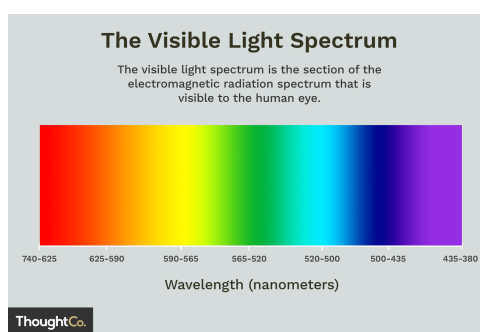 The Visible Light Spectrum
The visible light spectrum is the section of the
electromagnetic radiation spectrum that is
visible to the human eye.
740–625 625–590 590–565 565–520 520–500 500–435 435–380
Wavelength (nanometers)
ThoughtCo.